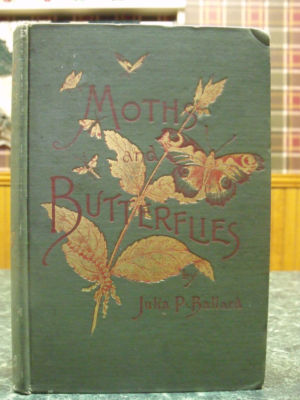 MOTHS
and
BUTTERFLIES
by
Julia P. Ballard